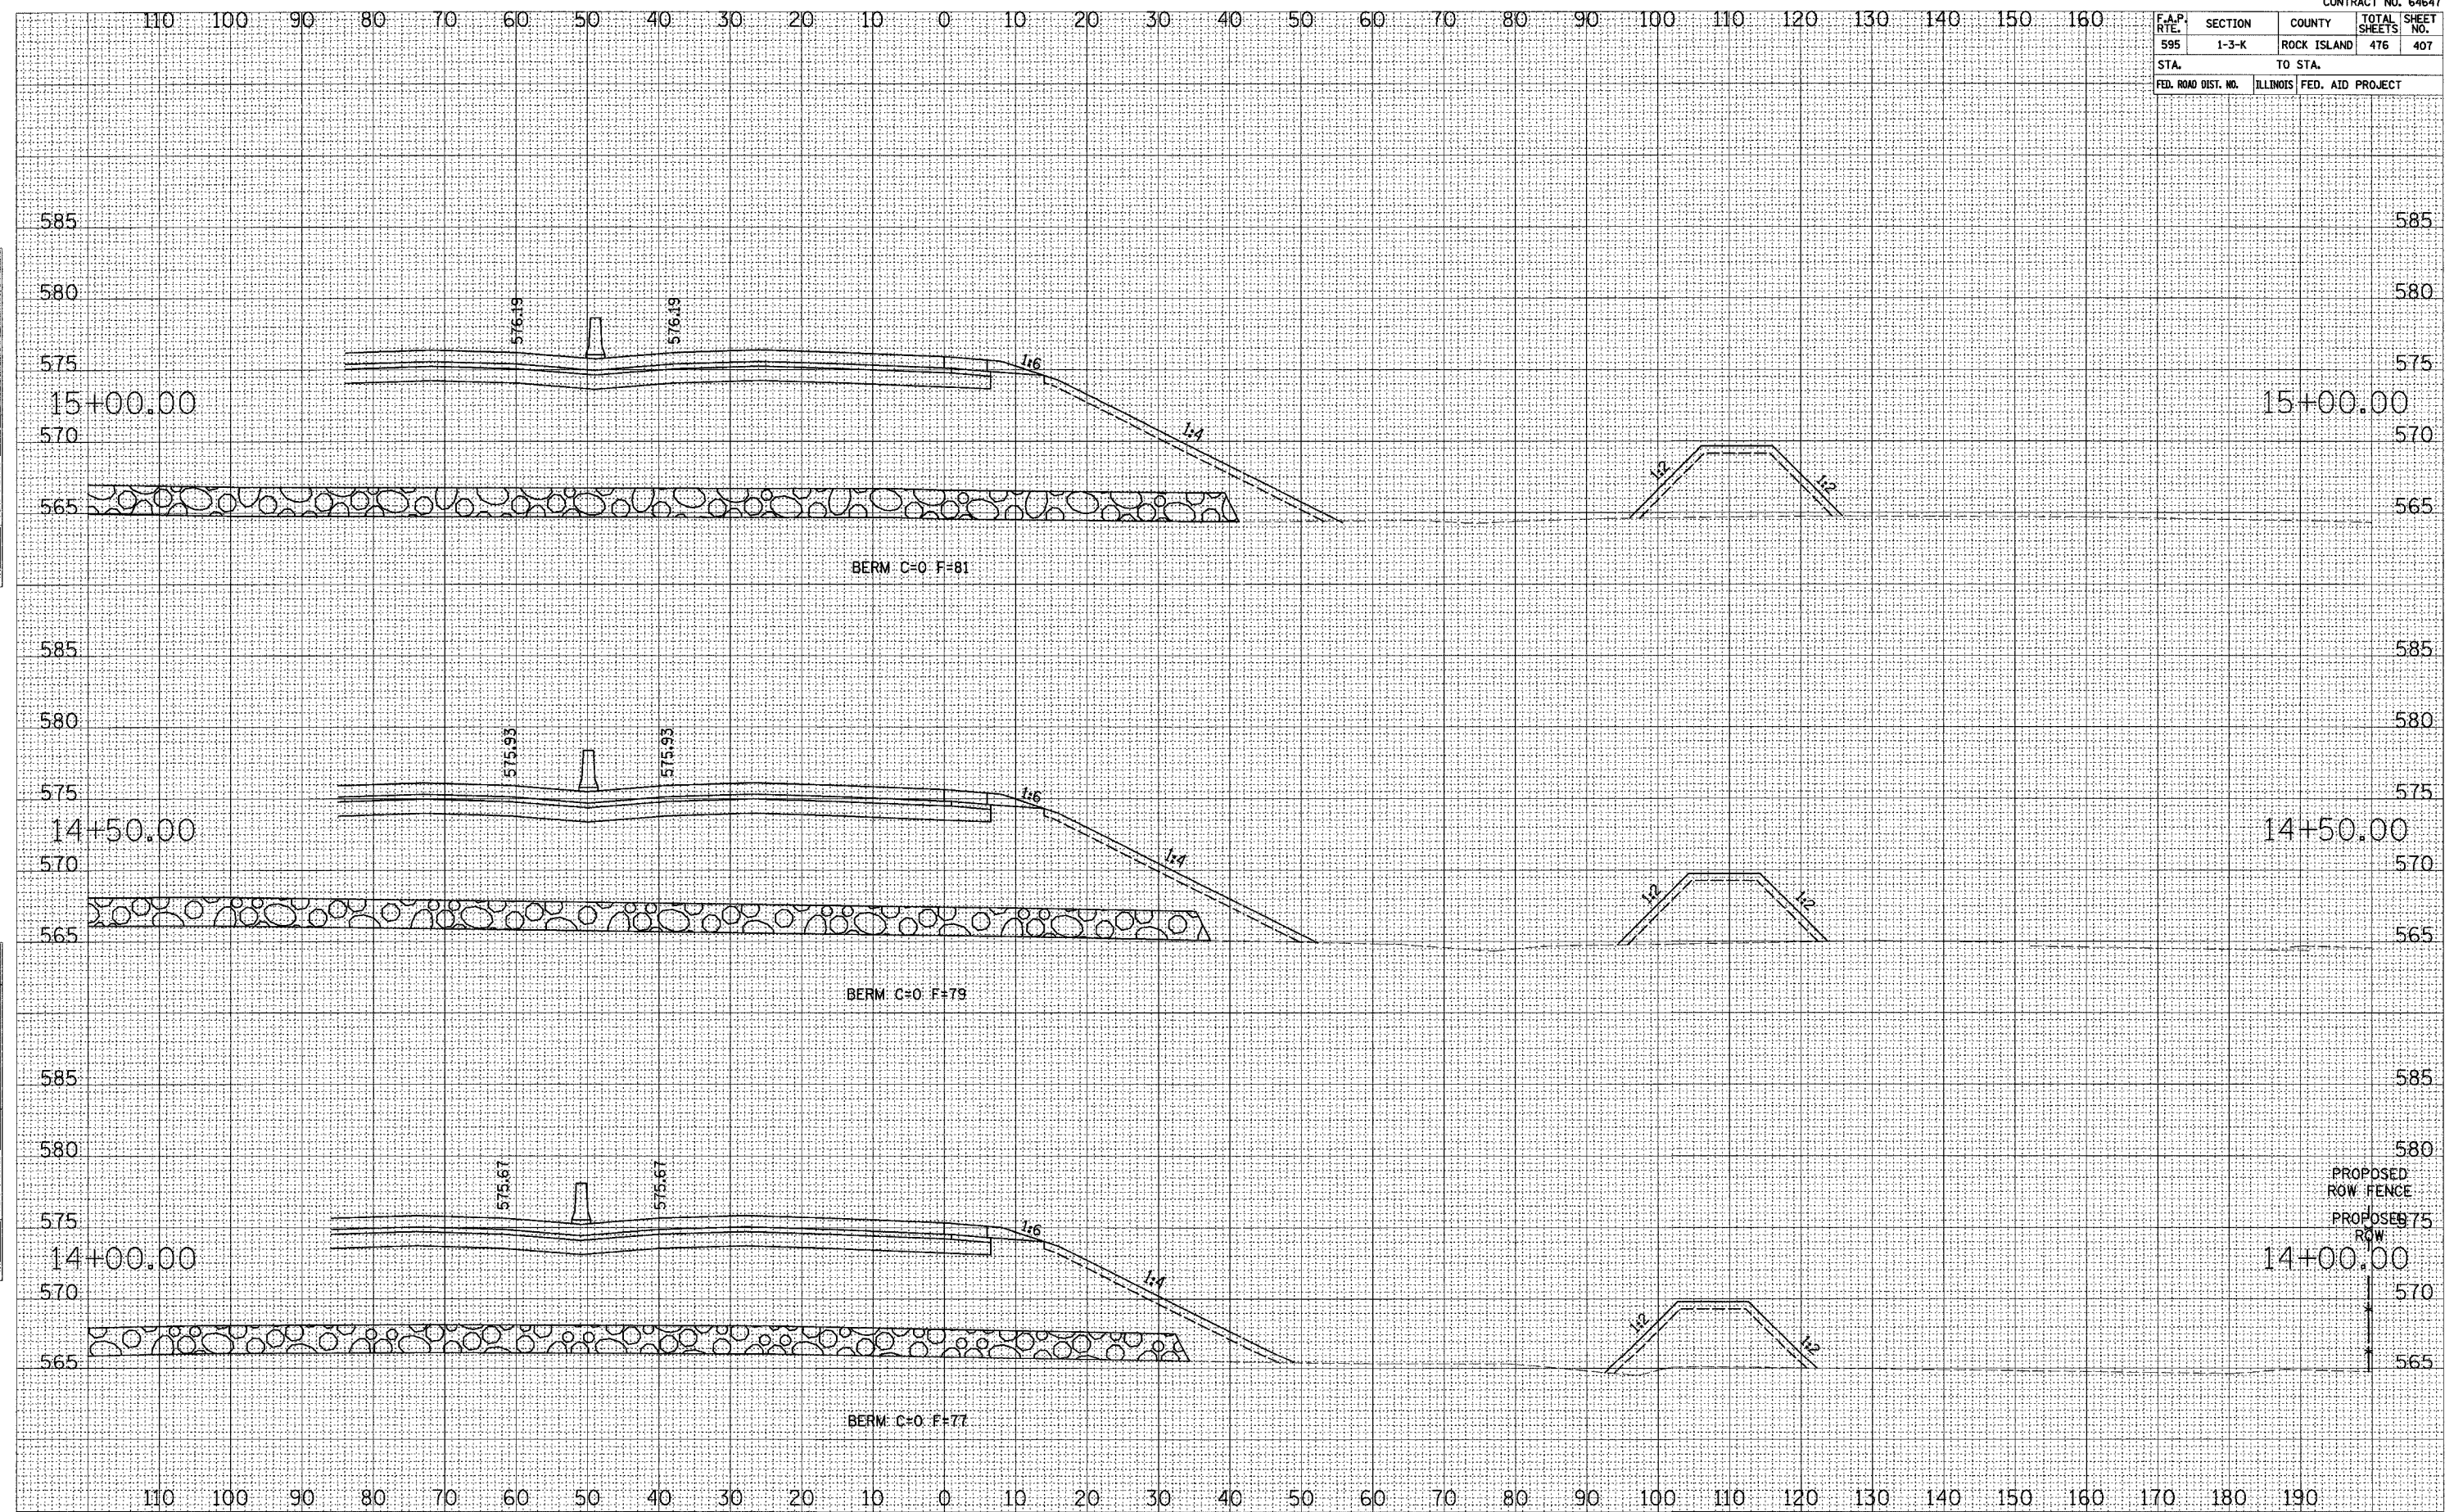 CONTRACT NO. 64647
110 100 90 80 70 60 50 40 30 20 10 0 10 20 30 40 50 60 70 80 90 100 110 120 130 140 150 160
F.A.P. RTE. SECTION COUNTY TOTAL SHEETS SHEET NO.
595 1-3-K ROCK ISLAND 476 407
STA. TO STA.
FED. ROAD DIST. NO. ILLINOIS FED. AID PROJECT
585 585
580 580
576.19 576.19
575 1:6 575
15+00.00 15+00.00
570 1:4 570
1:2 1:2
565 565
BERM C=0 F=81
585 585
580 580
575.93 575.93
575 1:6 575
14+50.00 14+50.00
570 1:4 570
1:2 1:2
565 565
BERM C=0 F=79
585 585
580 580
PROPOSED
ROW FENCE
575.67 575.67
575 1:6 575
PROPOSED
ROW
14+00.00 14+00.00
570 1:4 570
1:2 1:2
565 565
BERM C=0 F=77
110 100 90 80 70 60 50 40 30 20 10 0 10 20 30 40 50 60 70 80 90 100 110 120 130 140 150 160 170 180 190